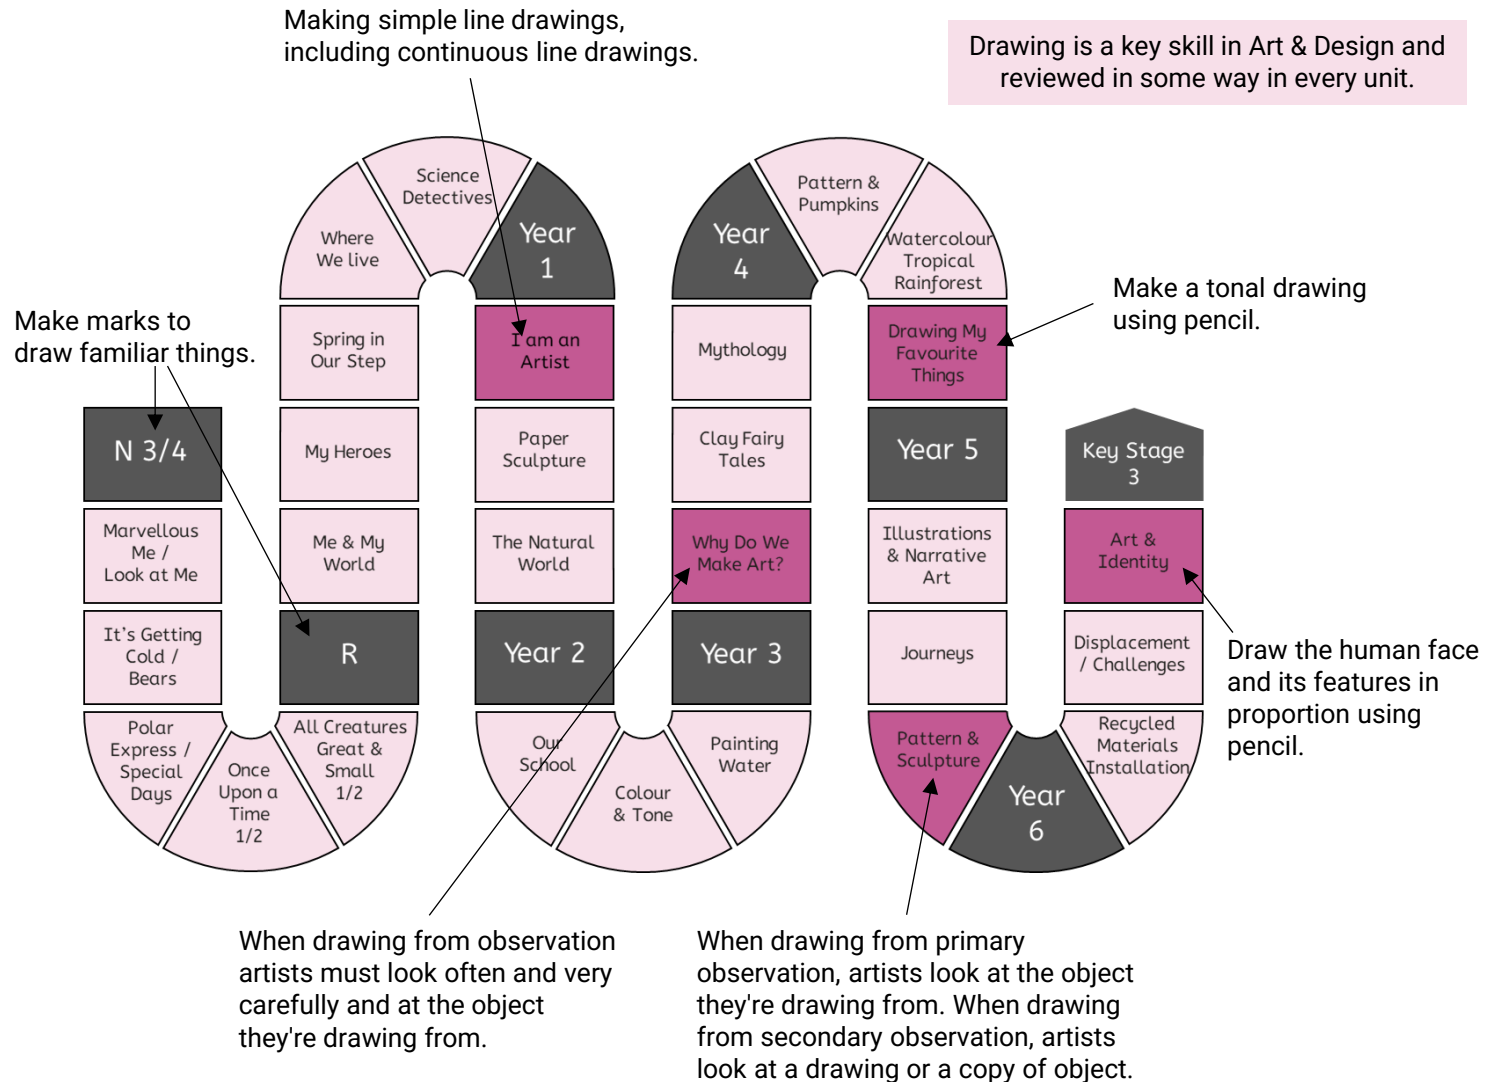 Making simple line drawings,
including continuous line drawings.
Drawing is a key skill in Art & Design and
reviewed in some way in every unit.
Make marks to
draw familiar things.
N 3/4
Marvellous
Me /
Look at Me
It's Getting
Cold /
Bears
Polar
Express /
Special
Days
Once
Upon a
Time
1/2
All Creatures
Great &
Small
1/2
R
Me & My
World
My Heroes
Spring in
Our Step
Where
We live
Science
Detectives
Year
1
I am an
Artist
Paper
Sculpture
The Natural
World
Year 2
Our
School
Colour
& Tone
Painting
Water
Year 3
Why Do We
Make Art?
Clay Fairy
Tales
Mythology
Year
4
Pattern &
Pumpkins
Watercolour
Tropical
Rainforest
Drawing My
Favourite
Things
Make a tonal drawing
using pencil.
Year 5
Illustrations
& Narrative
Art
Journeys
Pattern &
Sculpture
Year
6
Recycled
Materials
Installation
Displacement
/ Challenges
Art &
Identity
Key Stage
3
Draw the human face
and its features in
proportion using
pencil.
When drawing from observation
artists must look often and very
carefully and at the object
they're drawing from.
When drawing from primary
observation, artists look at the object
they're drawing from. When drawing
from secondary observation, artists
look at a drawing or a copy of object.